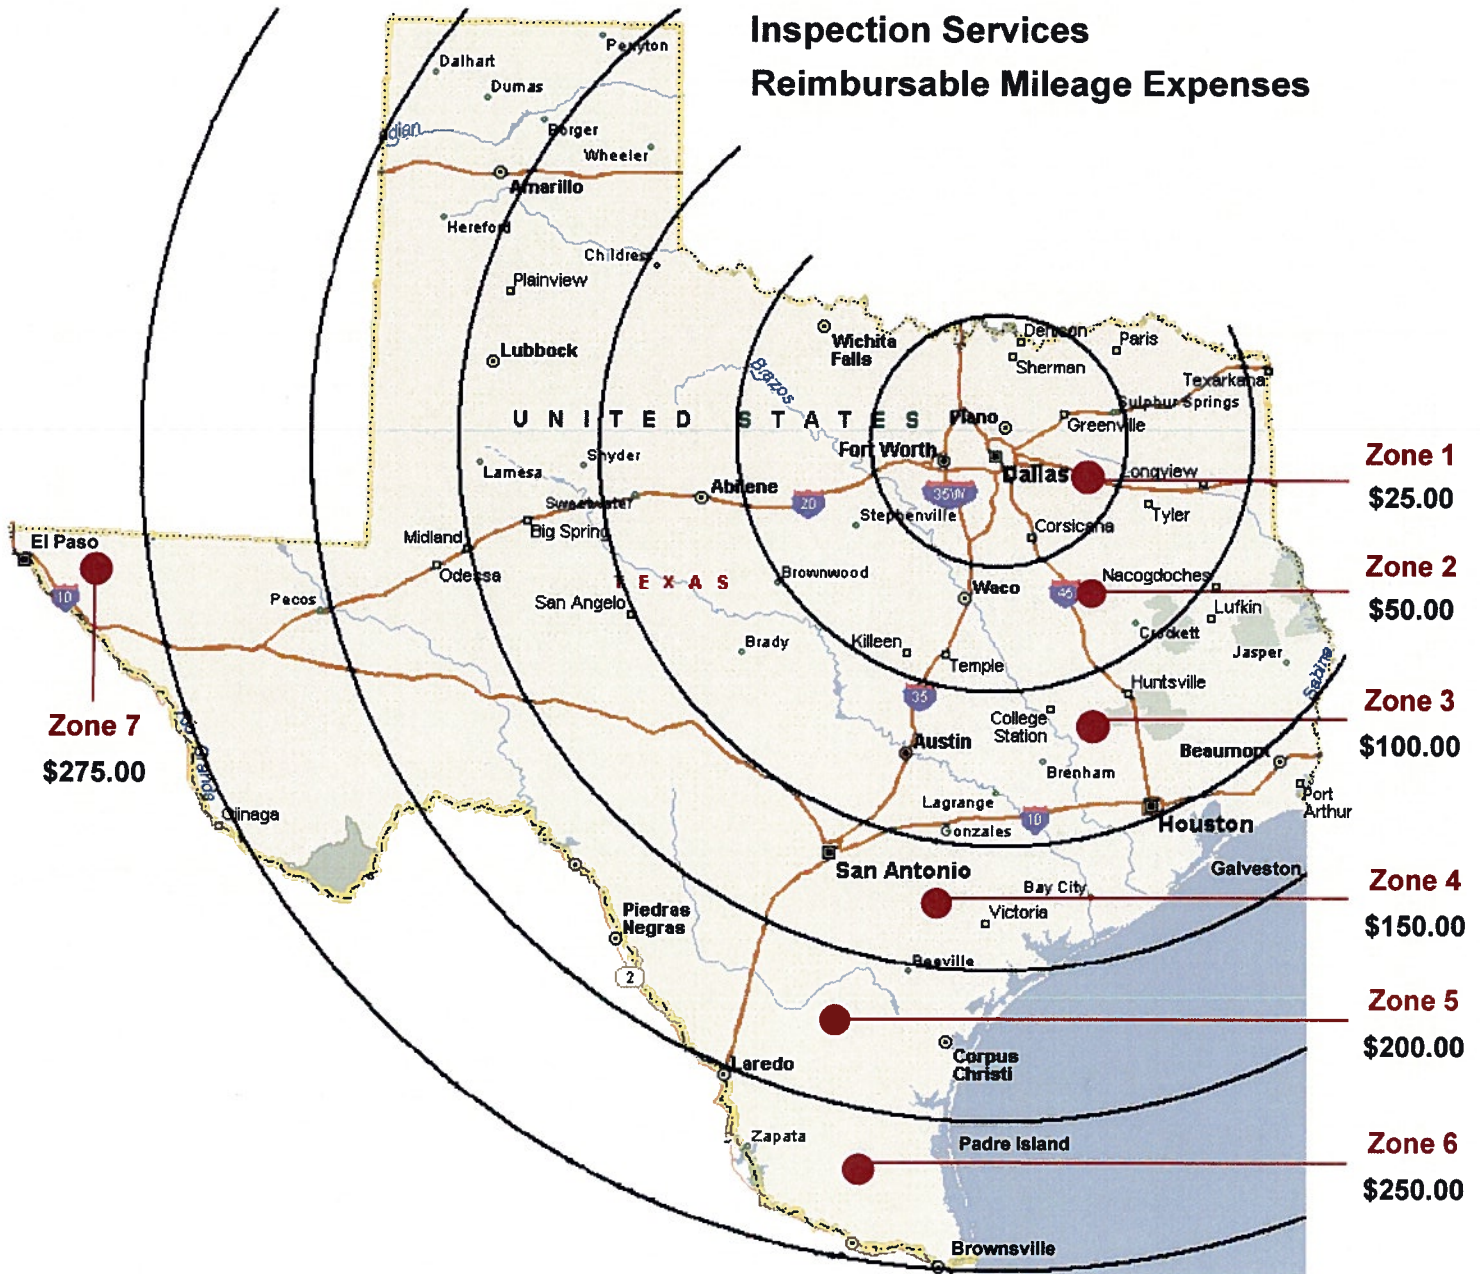 Inspection Services
Reimbursable Mileage Expenses
Perryton
Dalhart
Dumas
Borger
Wheeler
Amarillo
Hereford
Childress
Plainview
Lubbock
Wichita
Falls
Brazos
Denison
Sherman
Paris
Texarkana
Sulphur Springs
UNITED STATES
Plano
Greenville
Fort Worth
Dallas
Longview
Zone 1
$25.00
Snyder
Lamesa
Abilene
Sweetwater
20
35W
Stephenville
Tyler
Corsicana
Big Spring
Midland
Odessa
El Paso
10
Pecos
TEXAS
San Angelo
Brownwood
Waco
45
Nacogdoches
Lufkin
Zone 2
$50.00
Crockett
Jasper
Sabine
Brady
Killeen
Temple
Huntsville
35
College
Station
Zone 3
$100.00
Zone 7
$275.00
Austin
Beaumont
Brenham
Port
Arthur
Lagrange
10
Gonzales
Houston
Ojinaga
San Antonio
Galveston
Bay City
Victoria
Zone 4
$150.00
Piedras
Negras
2
Beeville
Zone 5
$200.00
Corpus
Christi
Laredo
Zapata
Padre Island
Zone 6
$250.00
Brownsville